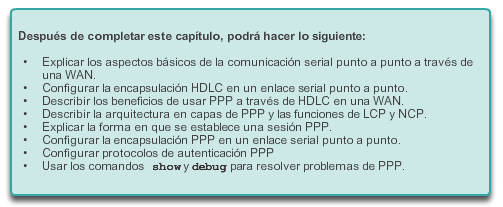 Después de completar este capítulo, podrá hacer lo siguiente:
• Explicar los aspectos básicos de la comunicación serial punto a punto a través de
una WAN.
• Configurar la encapsulación HDLC en un enlace serial punto a punto.
• Describir los beneficios de usar PPP a través de HDLC en una WAN.
• Describir la arquitectura en capas de PPP y las funciones de LCP y NCP.
• Explicar la forma en que se establece una sesión PPP.
• Configurar la encapsulación PPP en un enlace serial punto a punto.
• Configurar protocolos de autenticación PPP
• Usar los comandos show y debug para resolver problemas de PPP.